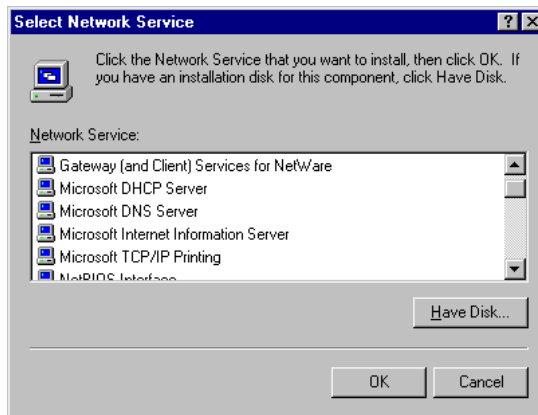 Select Network Service
Click the Network Service that you want to install, then click OK. If
you have an installation disk for this component, click Have Disk.
Network Service:
Gateway (and Client) Services for NetWare
Microsoft DHCP Server
Microsoft DNS Server
Microsoft Internet Information Server
Microsoft TCP/IP Printing
NetBIOS Interface
Have Disk...
OK
Cancel